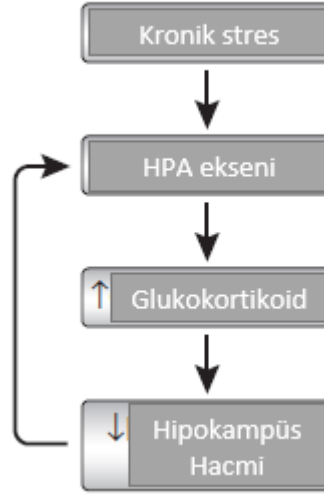 Kronik stres
HPA ekseni
↑ Glukokortikoid
↓ Hipokampüs
Hacmi